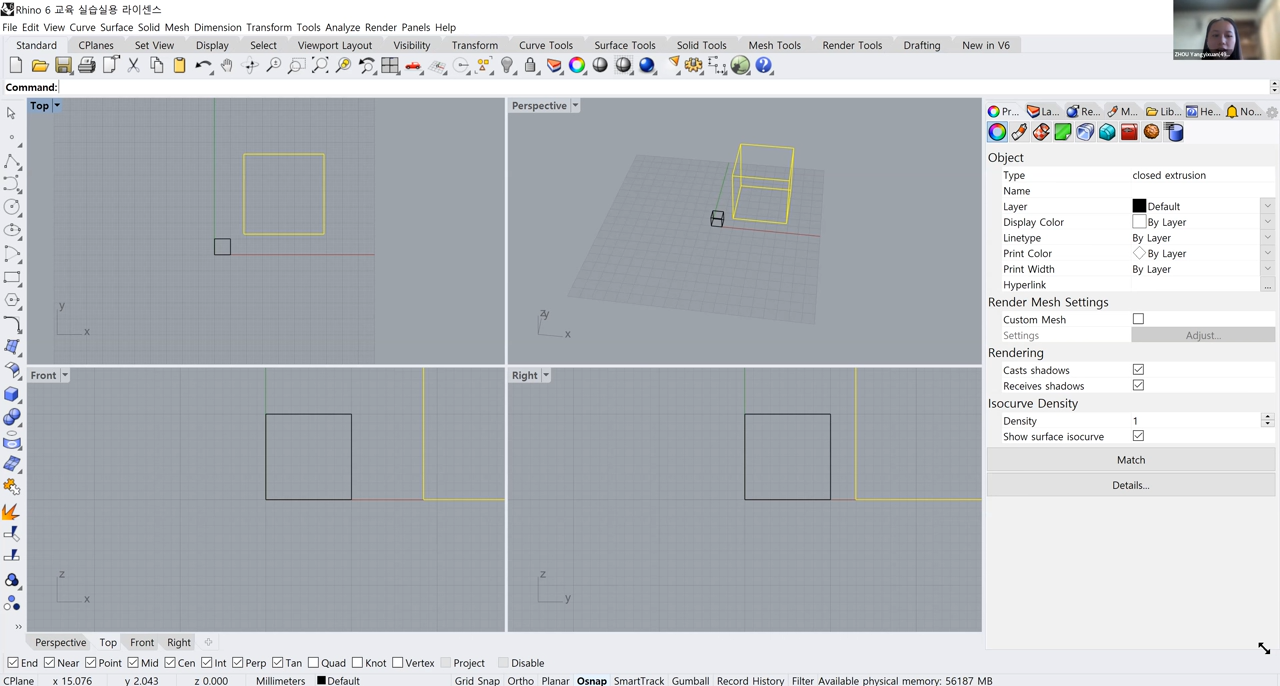 Rhino 6 교육 실습실용 라이센스
File Edit View Curve Surface Solid Mesh Dimension Transform Tools Analyze Render Panels Help
Standard CPlanes Set View Display Select Viewport Layout Visibility Transform Curve Tools Surface Tools Solid Tools Mesh Tools Render Tools Drafting New in V6
Command:
Top
Perspective
y
x
zy
x
Front
Right
z
x
z
y
Pr... La... Re... M... Lib... He... No...
Object
Type closed extrusion
Name
Layer Default
Display Color By Layer
Linetype By Layer
Print Color By Layer
Print Width By Layer
Hyperlink ...
Render Mesh Settings
Custom Mesh
Settings Adjust...
Rendering
Casts shadows
Receives shadows
Isocurve Density
Density 1
Show surface isocurve
Match
Details...
Perspective Top Front Right
End Near Point Mid Cen Int Perp Tan Quad Knot Vertex Project Disable
CPlane x 15.076 y 2.043 z 0.000 Millimeters Default Grid Snap Ortho Planar Osnap SmartTrack Gumball Record History Filter Available physical memory: 56187 MB